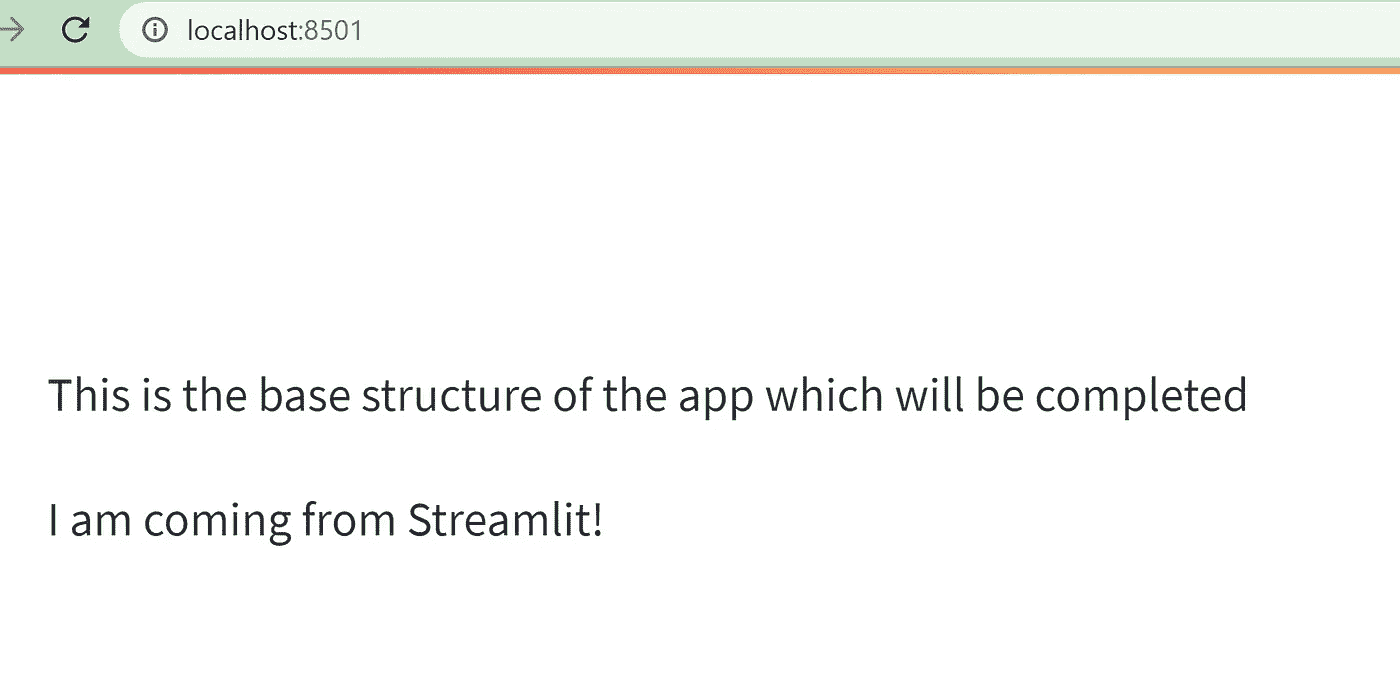 localhost:8501
This is the base structure of the app which will be completed
I am coming from Streamlit!